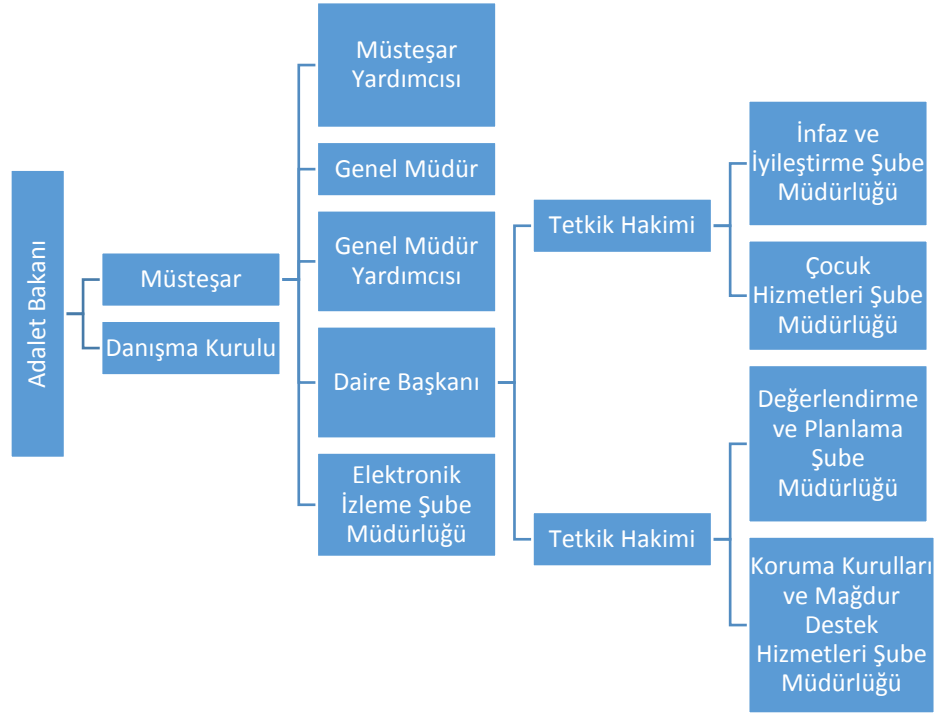 Adalet Bakanı
Müsteşar
Danışma Kurulu
Müsteşar
Yardımcısı
Genel Müdür
Genel Müdür
Yardımcısı
Daire Başkanı
Elektronik
İzleme Şube
Müdürlüğü
Tetkik Hakimi
Tetkik Hakimi
İnfaz ve
İyileştirme Şube
Müdürlüğü
Çocuk
Hizmetleri Şube
Müdürlüğü
Değerlendirme
ve Planlama
Şube
Müdürlüğü
Koruma Kurulları
ve Mağdur
Destek
Hizmetleri Şube
Müdürlüğü